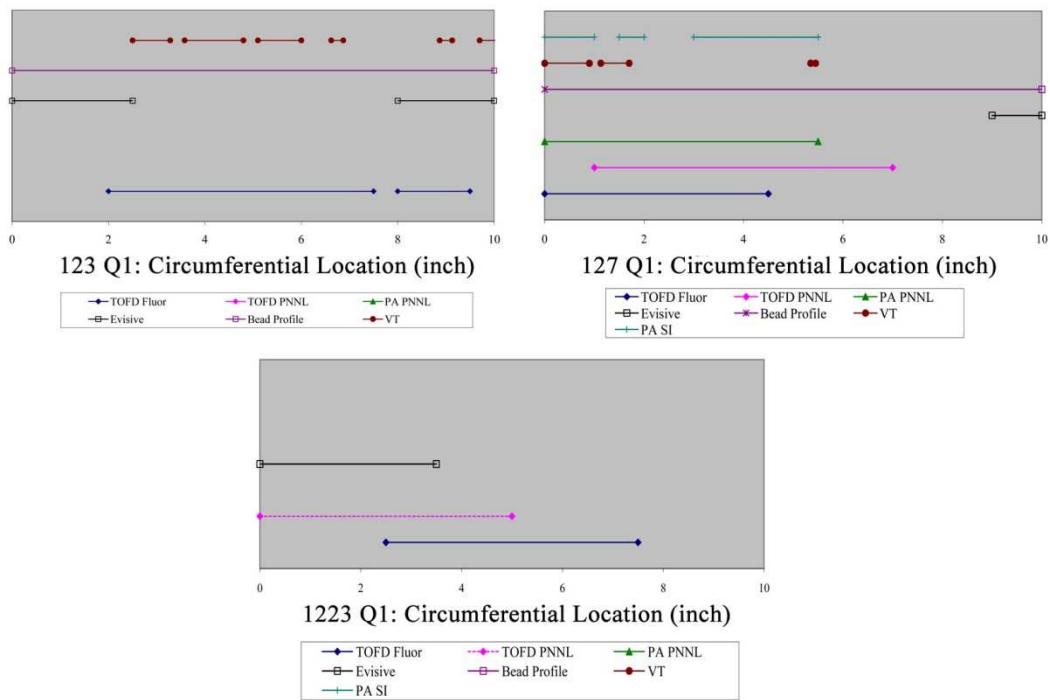 0 2 4 6 8 10
123 Q1: Circumferential Location (inch)
TOFD Fluor TOFD PNNL PA PNNL
Evisive Bead Profile VT
0 2 4 6 8 10
127 Q1: Circumferential Location (inch)
TOFD Fluor TOFD PNNL PA PNNL
Evisive Bead Profile VT
PA SI
0 2 4 6 8 10
1223 Q1: Circumferential Location (inch)
TOFD Fluor TOFD PNNL PA PNNL
Evisive Bead Profile VT
PA SI